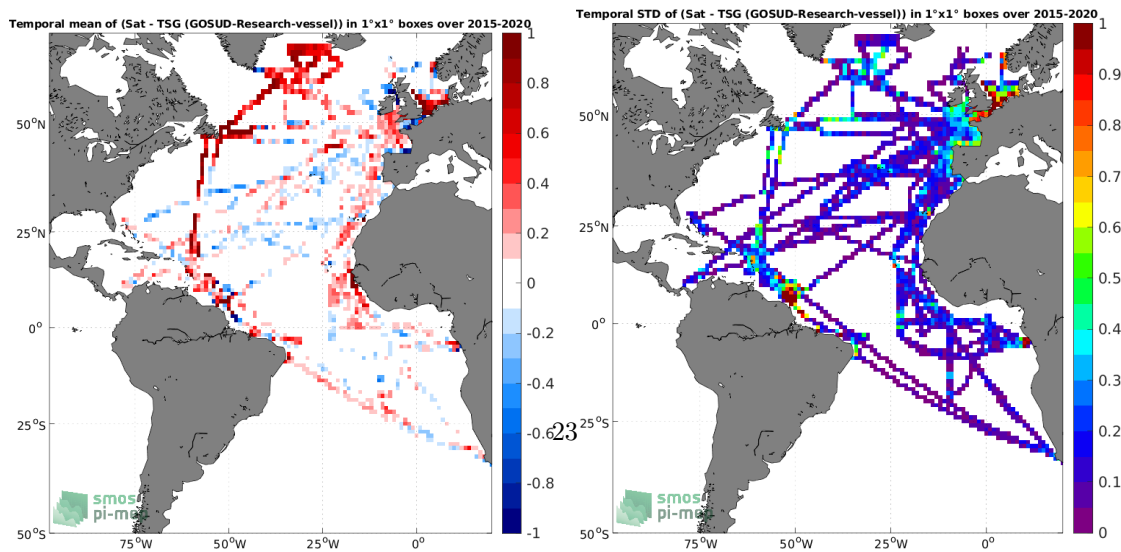 Temporal mean of (Sat - TSG (GOSUD-Research-vessel)) in 1°x1° boxes over 2015-2020
50°N
25°N
0°
25°S
50°S
75°W
50°W
25°W
0°
1
0.8
0.6
0.4
0.2
0
-0.2
-0.4
-0.6
-0.8
-1
smos
23
Temporal STD of (Sat - TSG (GOSUD-Research-vessel)) in 1°x1° boxes over 2015-2020
50°N
25°N
0°
25°S
50°S
75°W
50°W
25°W
0°
1
0.9
0.8
0.7
0.6
0.5
0.4
0.3
0.2
0.1
0
smos